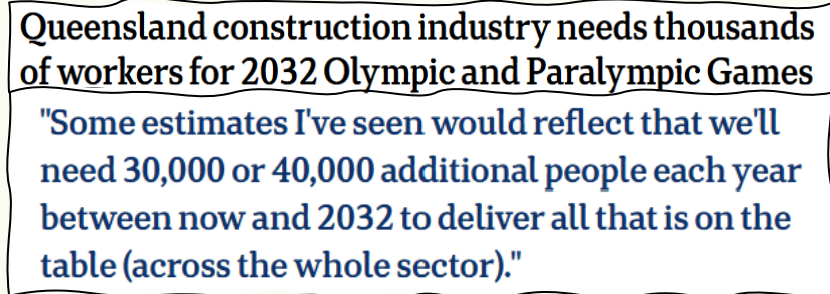 Queensland construction industry needs thousands
of workers for 2032 Olympic and Paralympic Games
"Some estimates I've seen would reflect that we'll
need 30,000 or 40,000 additional people each year
between now and 2032 to deliver all that is on the
table (across the whole sector)."